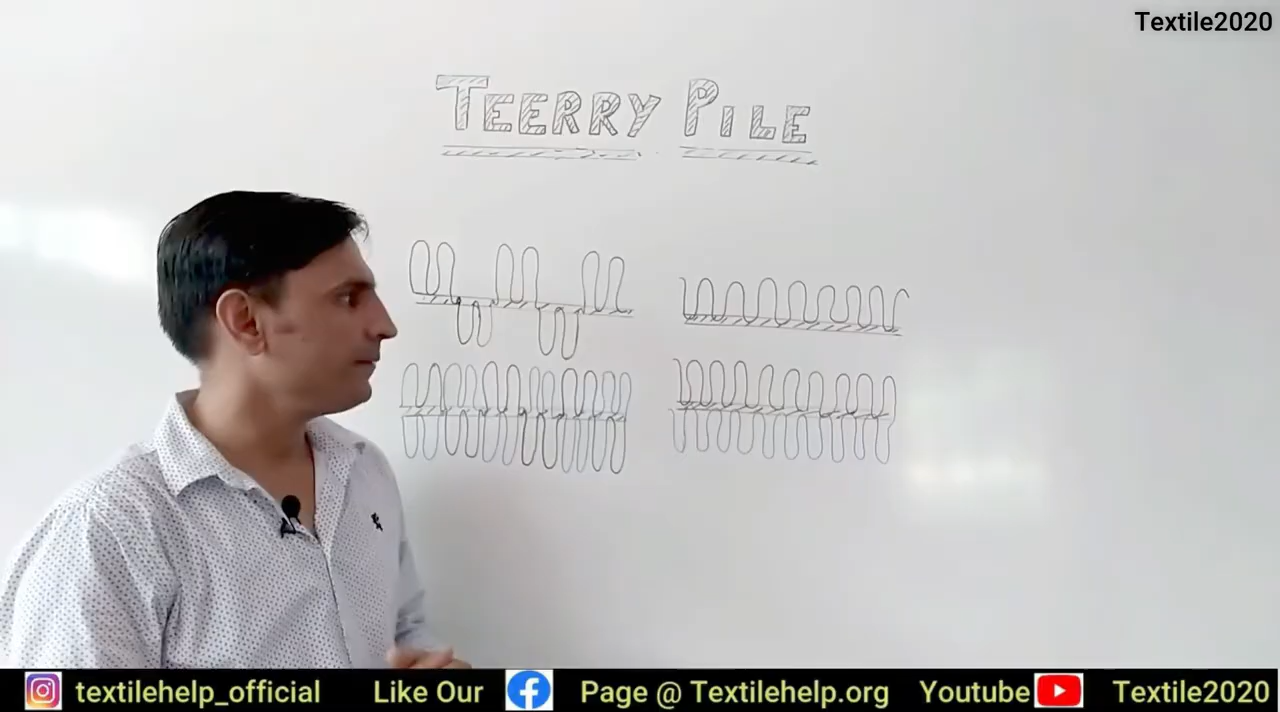 Textile2020
TEERRY PILE
textilehelp_official Like Our Page @ Textilehelp.org Youtube Textile2020